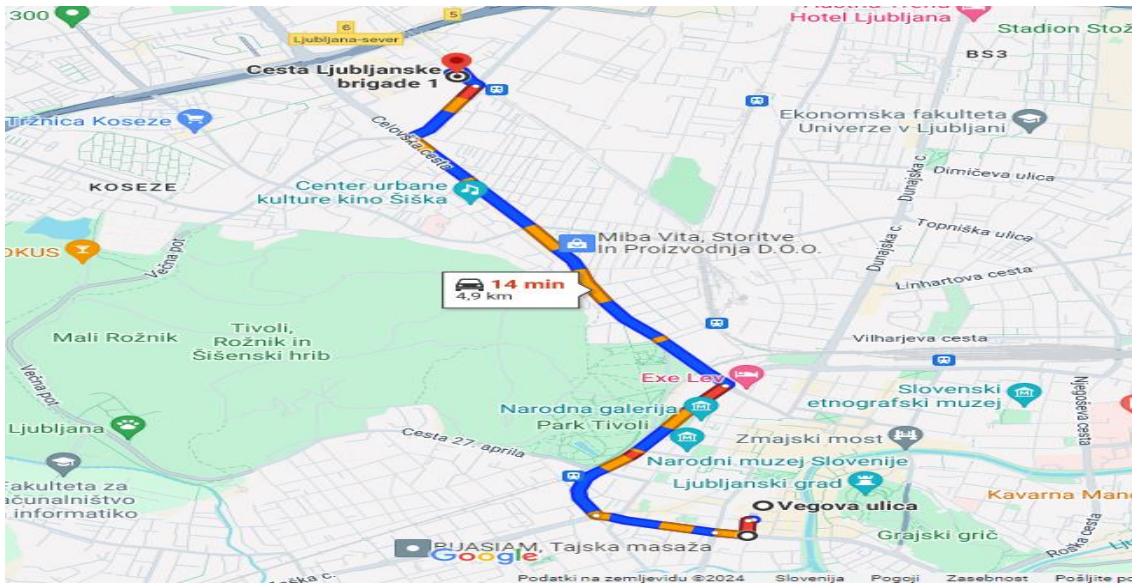 300
6
Ljubljana-sever
5
Hotel Ljubljana
Stadion Stož
BS3
Cesta Ljubljanske
brigade 1
Tržnica Koseze
Celovška cesta
Ekonomska fakulteta
Univerze v Ljubljani
Dunajska c.
Dimičeva ulica
KOSEZE
Center urbane
kulture kino Šiška
Topniška ulica
Večna pot
OKUS
Miba Vita, Storitve
In Proizvodnja D.O.O.
Dunajska c.
Linhartova cesta
14 min
4,9 km
Mali Rožnik
Tivoli,
Rožnik in
Šišenski hrib
Vilharjeva cesta
Večna pot
Exe Lev
Slovenski
etnografski muzej
Njegoševa cesta
Narodna galerija
Park Tivoli
Ljubljana
Cesta 27 aprila
Zmajski most
Narodni muzej Slovenije
Fakulteta za
ačunalništvo
informatiko
Ljubljanski grad
Vegova ulica
Kavarna Mano
Grajski grič
Roška cesta
PIJASIAM, Tajska masaža
Google
Podatki na zemljevidu ©2024 Slovenija Pogoji Zasebnost Pošljite po